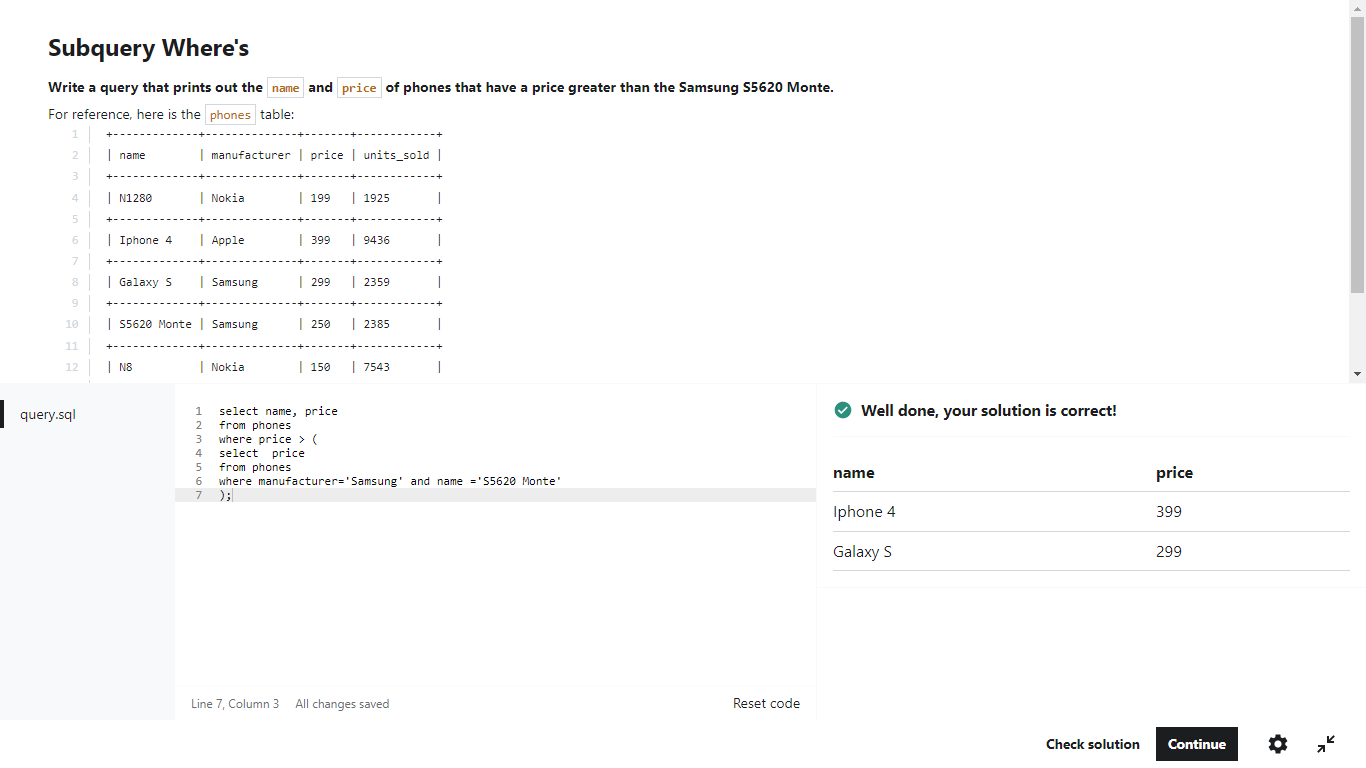 Subquery Where's
Write a query that prints out the name and price of phones that have a price greater than the Samsung S5620 Monte.
For reference, here is the phones table:
1 +-------------+--------------+-------+------------+
2 | name        | manufacturer | price | units_sold |
3 +-------------+--------------+-------+------------+
4 | N1280       | Nokia        | 199   | 1925       |
5 +-------------+--------------+-------+------------+
6 | Iphone 4    | Apple        | 399   | 9436       |
7 +-------------+--------------+-------+------------+
8 | Galaxy S    | Samsung      | 299   | 2359       |
9 +-------------+--------------+-------+------------+
10 | S5620 Monte | Samsung      | 250   | 2385       |
11 +-------------+--------------+-------+------------+
12 | N8          | Nokia        | 150   | 7543       |
query.sql
1 select name, price
2 from phones
3 where price > (
4 select  price
5 from phones
6 where manufacturer='Samsung' and name ='S5620 Monte'
7 );
Line 7, Column 3 All changes saved
Reset code
Well done, your solution is correct!
name price
Iphone 4 399
Galaxy S 299
Check solution Continue